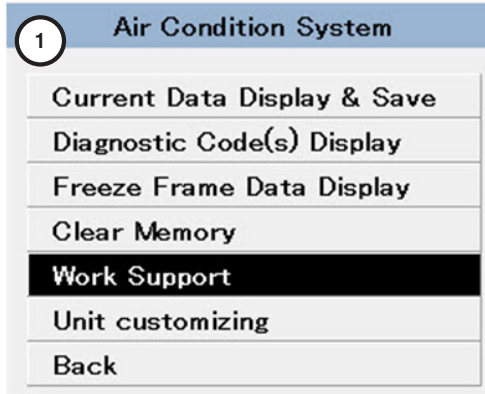 1
Air Condition System
Current Data Display & Save
Diagnostic Code(s) Display
Freeze Frame Data Display
Clear Memory
Work Support
Unit customizing
Back